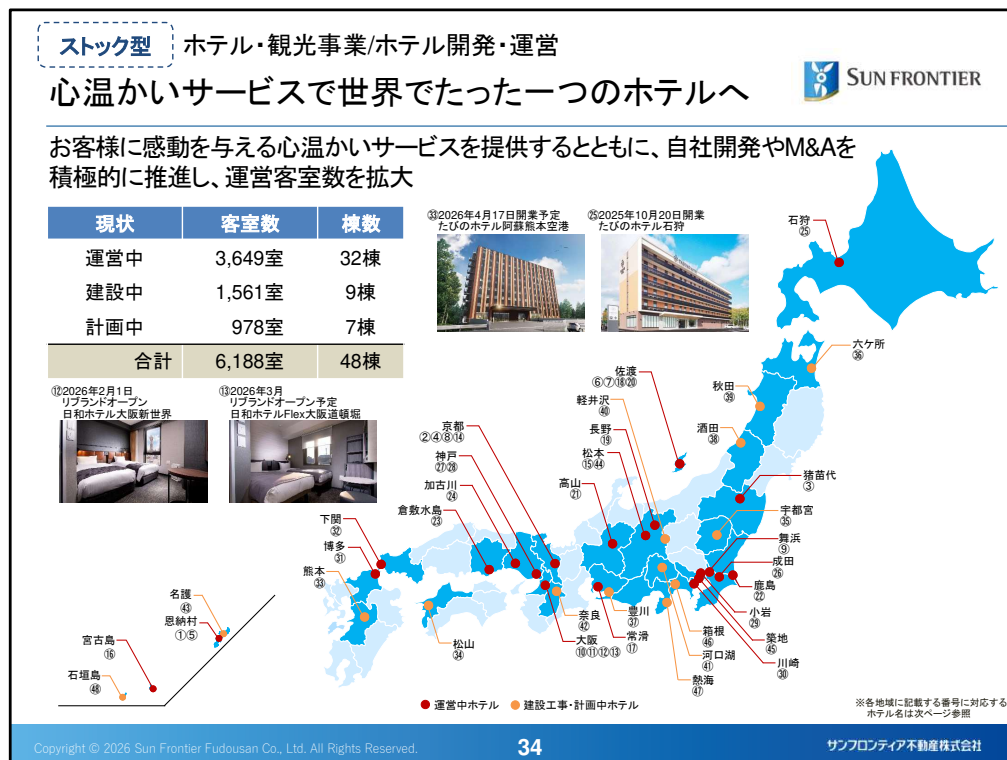 ストック型 ホテル・観光事業/ホテル開発・運営
心温かいサービスで世界でたった一つのホテルへ
SUN FRONTIER
お客様に感動を与える心温かいサービスを提供するとともに、自社開発やM&Aを
積極的に推進し、運営客室数を拡大
現状 客室数 棟数
運営中 3,649室 32棟
建設中 1,561室 9棟
計画中 978室 7棟
合計 6,188室 48棟
㉝2026年4月17日開業予定
たびのホテル阿蘇熊本空港
㉕2025年10月20日開業
たびのホテル石狩
⑫2026年2月1日
リブランドオープン
日和ホテル大阪新世界
⑬2026年3月
リブランドオープン予定
日和ホテルFlex大阪道頓堀
石狩
㉕
六ケ所
㊱
秋田
㊴
酒田
㊳
佐渡
⑥⑦⑱⑳
軽井沢
㊵
長野
⑲
松本
⑮㊹
高山
㉑
京都
②④⑧⑭
神戸
㉗㉘
加古川
㉔
倉敷水島
㉓
下関
㉜
博多
㉛
熊本
㉝
猪苗代
③
宇都宮
㉟
舞浜
⑨
成田
㉖
鹿島
㉒
小岩
㉙
築地
㊺
川崎
㉚
箱根
㊻
河口湖
㊶
熱海
㊼
豊川
㊲
常滑
⑰
奈良
㊷
大阪
⑩⑪⑫⑬
松山
㉞
名護
㊸
恩納村
①⑤
宮古島
⑯
石垣島
㊽
運営中ホテル 建設工事・計画中ホテル
※各地域に記載する番号に対応する
ホテル名は次ページ参照
Copyright © 2026 Sun Frontier Fudousan Co., Ltd. All Rights Reserved.
34
サンフロンティア不動産株式会社